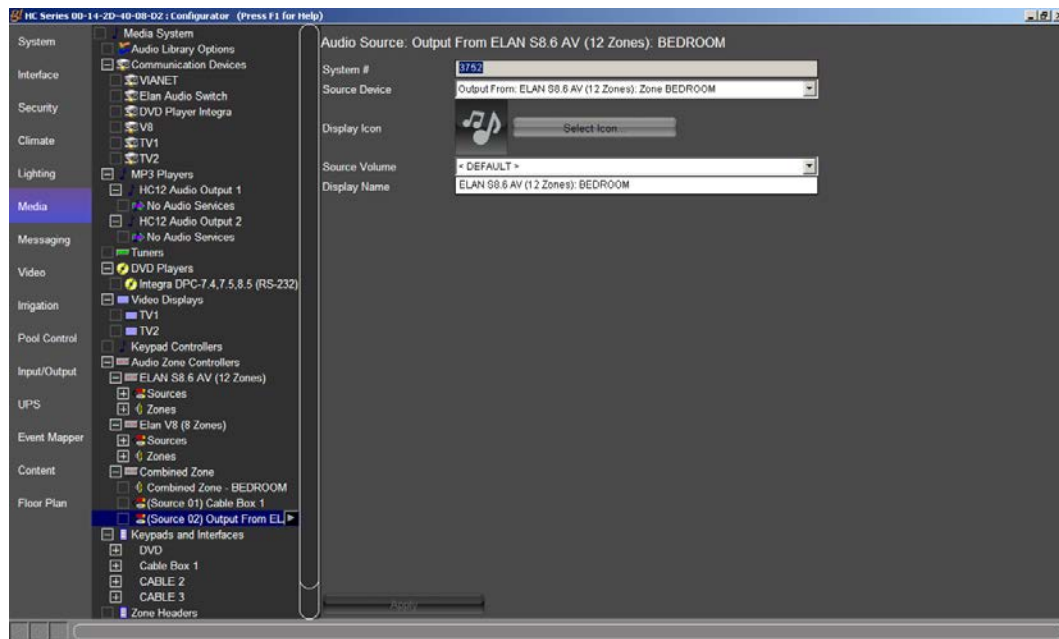 HC Series 00-14-2D-40-08-D2 : Configurator (Press F1 for Help)
System
Interface
Security
Climate
Lighting
Media
Messaging
Video
Irrigation
Pool Control
Input/Output
UPS
Event Mapper
Content
Floor Plan
Media System
Audio Library Options
Communication Devices
VIANET
Elan Audio Switch
DVD Player Integra
V8
TV1
TV2
MP3 Players
HC12 Audio Output 1
No Audio Services
HC12 Audio Output 2
No Audio Services
Tuners
DVD Players
Integra DPC-7.4,7.5,8.5 (RS-232)
Video Displays
TV1
TV2
Keypad Controllers
Audio Zone Controllers
ELAN S8.6 AV (12 Zones)
Sources
Zones
Elan V8 (8 Zones)
Sources
Zones
Combined Zone
Combined Zone - BEDROOM
(Source 01) Cable Box 1
(Source 02) Output From EL
Keypads and Interfaces
DVD
Cable Box 1
CABLE 2
CABLE 3
Zone Headers
Audio Source: Output From ELAN S8.6 AV (12 Zones): BEDROOM
System # 3752
Source Device Output From: ELAN S8.6 AV (12 Zones): Zone BEDROOM
Display Icon Select Icon...
Source Volume < DEFAULT >
Display Name ELAN S8.6 AV (12 Zones): BEDROOM
Apply